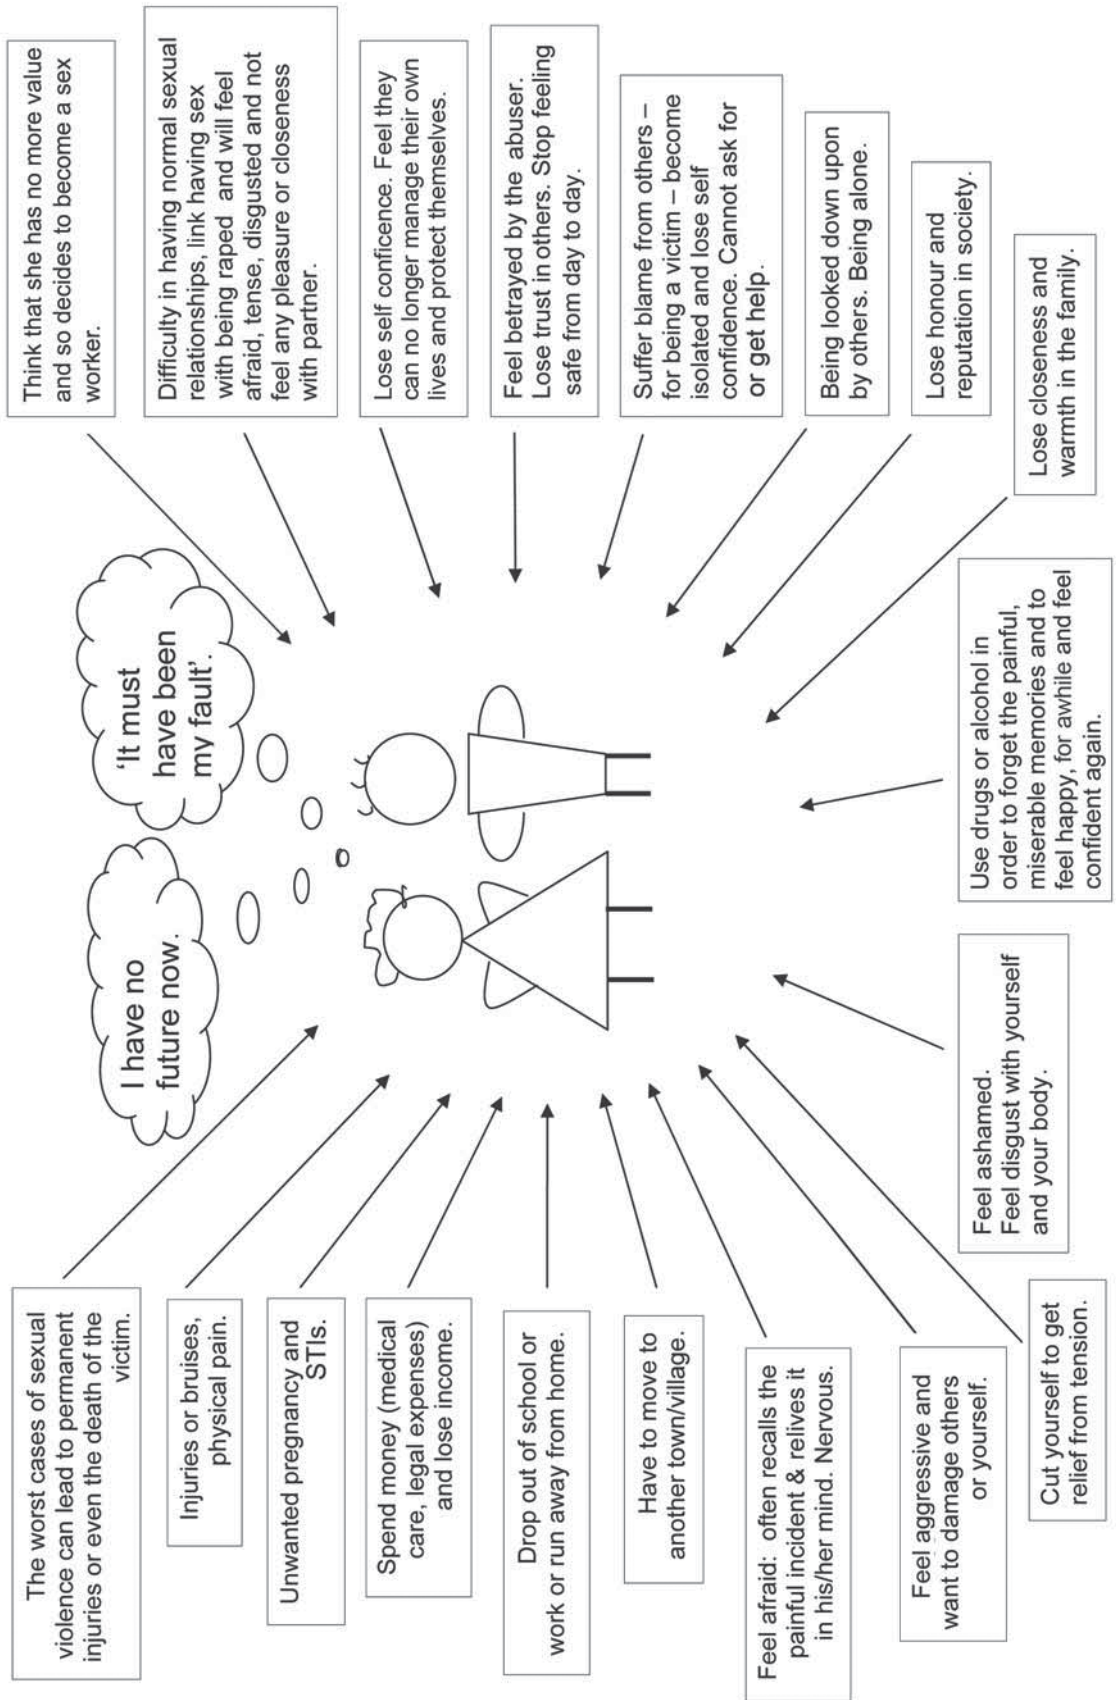 'It must
have been
my fault'.
I have no
future now.
The worst cases of sexual
violence can lead to permanent
injuries or even the death of the
victim.
Injuries or bruises,
physical pain.
Unwanted pregnancy and
STIs.
Spend money (medical
care, legal expenses)
and lose income.
Drop out of school or
work or run away from home.
Have to move to
another town/village.
Feel afraid: often recalls the
painful incident & relives it
in his/her mind. Nervous.
Feel aggressive and
want to damage others
or yourself.
Cut yourself to get
relief from tension.
Feel ashamed.
Feel disgust with yourself
and your body.
Use drugs or alcohol in
order to forget the painful,
miserable memories and to
feel happy, for awhile and feel
confident again.
Think that she has no more value
and so decides to become a sex
worker.
Difficulty in having normal sexual
relationships, link having sex
with being raped and will feel
afraid, tense, disgusted and not
feel any pleasure or closeness
with partner.
Lose self conficence. Feel they
can no longer manage their own
lives and protect themselves.
Feel betrayed by the abuser.
Lose trust in others. Stop feeling
safe from day to day.
Suffer blame from others –
for being a victim – become
isolated and lose self
confidence. Cannot ask for
or get help.
Being looked down upon
by others. Being alone.
Lose honour and
reputation in society.
Lose closeness and
warmth in the family.